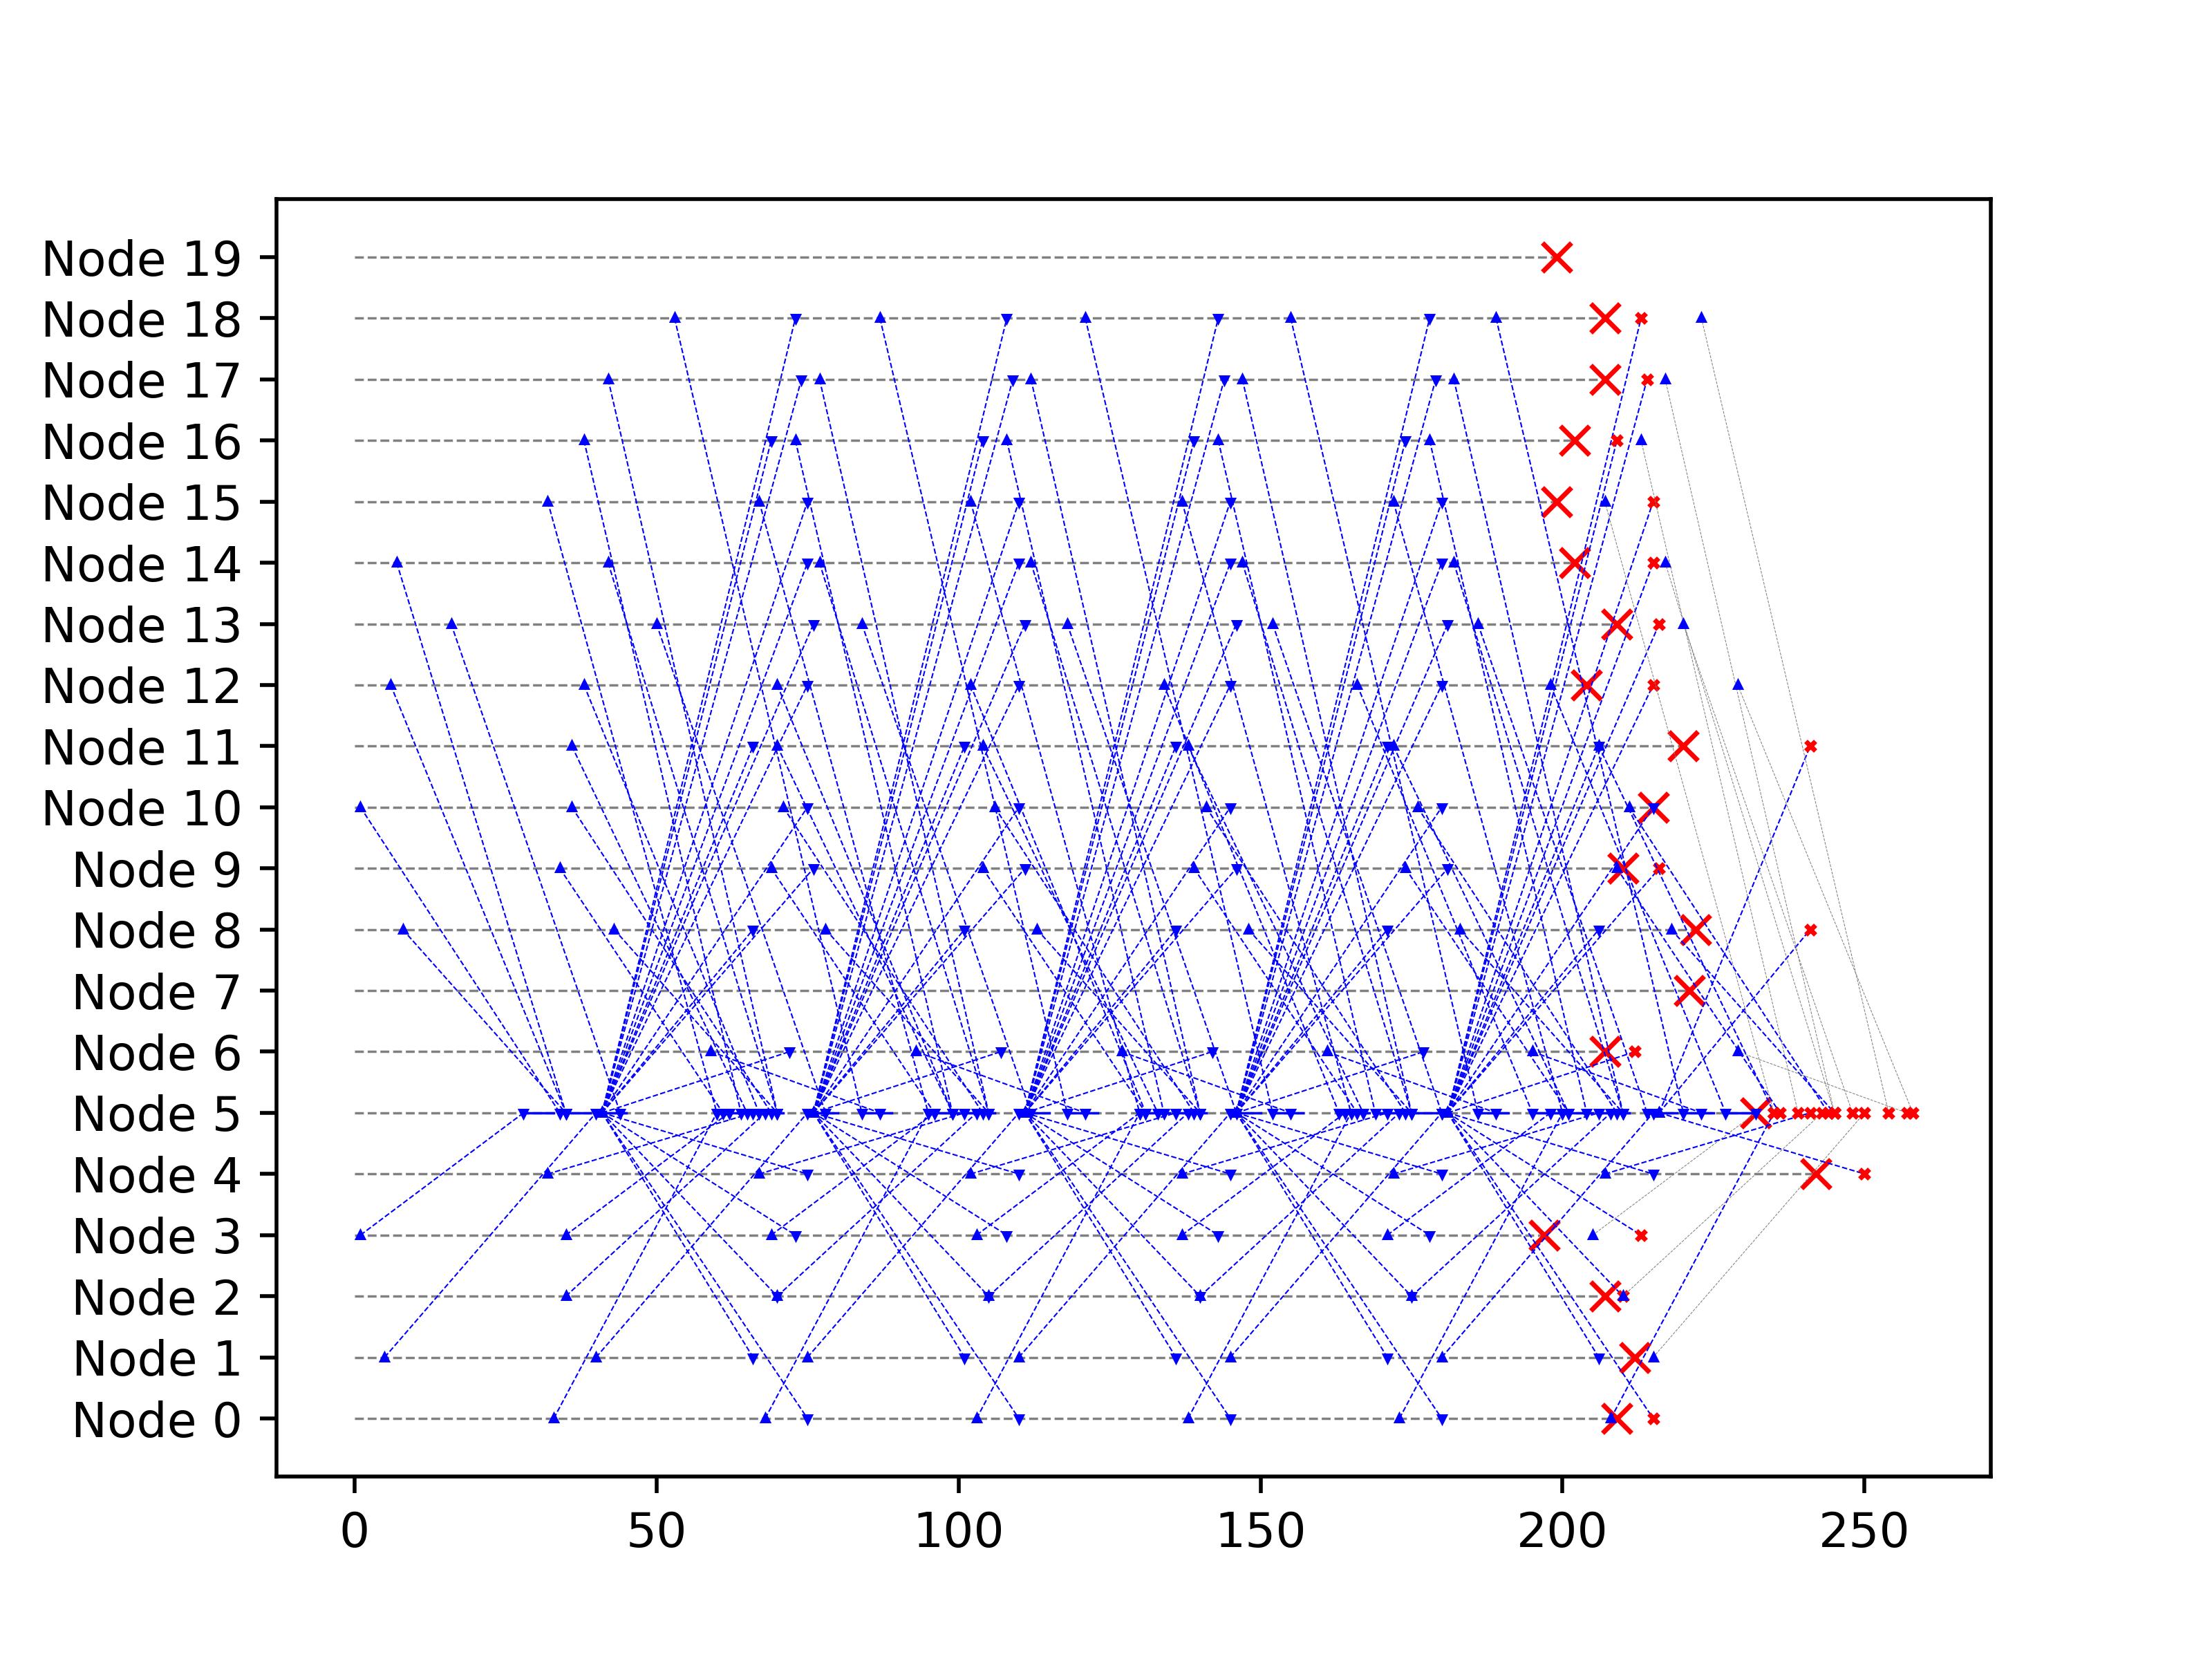 Node 19
Node 18
Node 17
Node 16
Node 15
Node 14
Node 13
Node 12
Node 11
Node 10
Node 9
Node 8
Node 7
Node 6
Node 5
Node 4
Node 3
Node 2
Node 1
Node 0
0 50 100 150 200 250